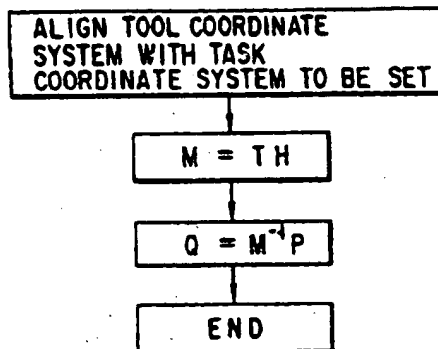 ALIGN TOOL COORDINATE
SYSTEM WITH TASK
COORDINATE SYSTEM TO BE SET
M = TH
Q = M⁻¹P
END